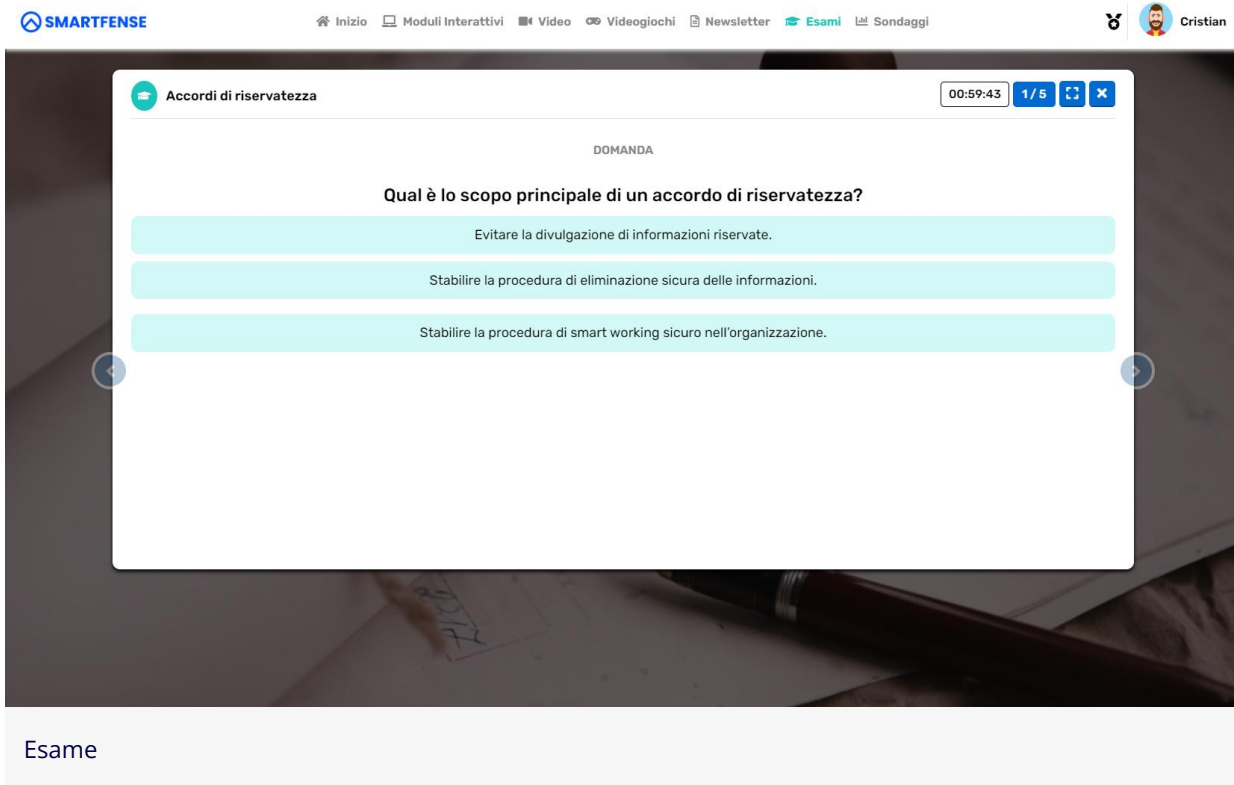 SMARTFENSE
Inizio Moduli Interattivi Video Videogiochi Newsletter Esami Sondaggi
Cristian
Accordi di riservatezza
00:59:43 1 / 5
DOMANDA
Qual è lo scopo principale di un accordo di riservatezza?
Evitare la divulgazione di informazioni riservate.
Stabilire la procedura di eliminazione sicura delle informazioni.
Stabilire la procedura di smart working sicuro nell'organizzazione.
Esame